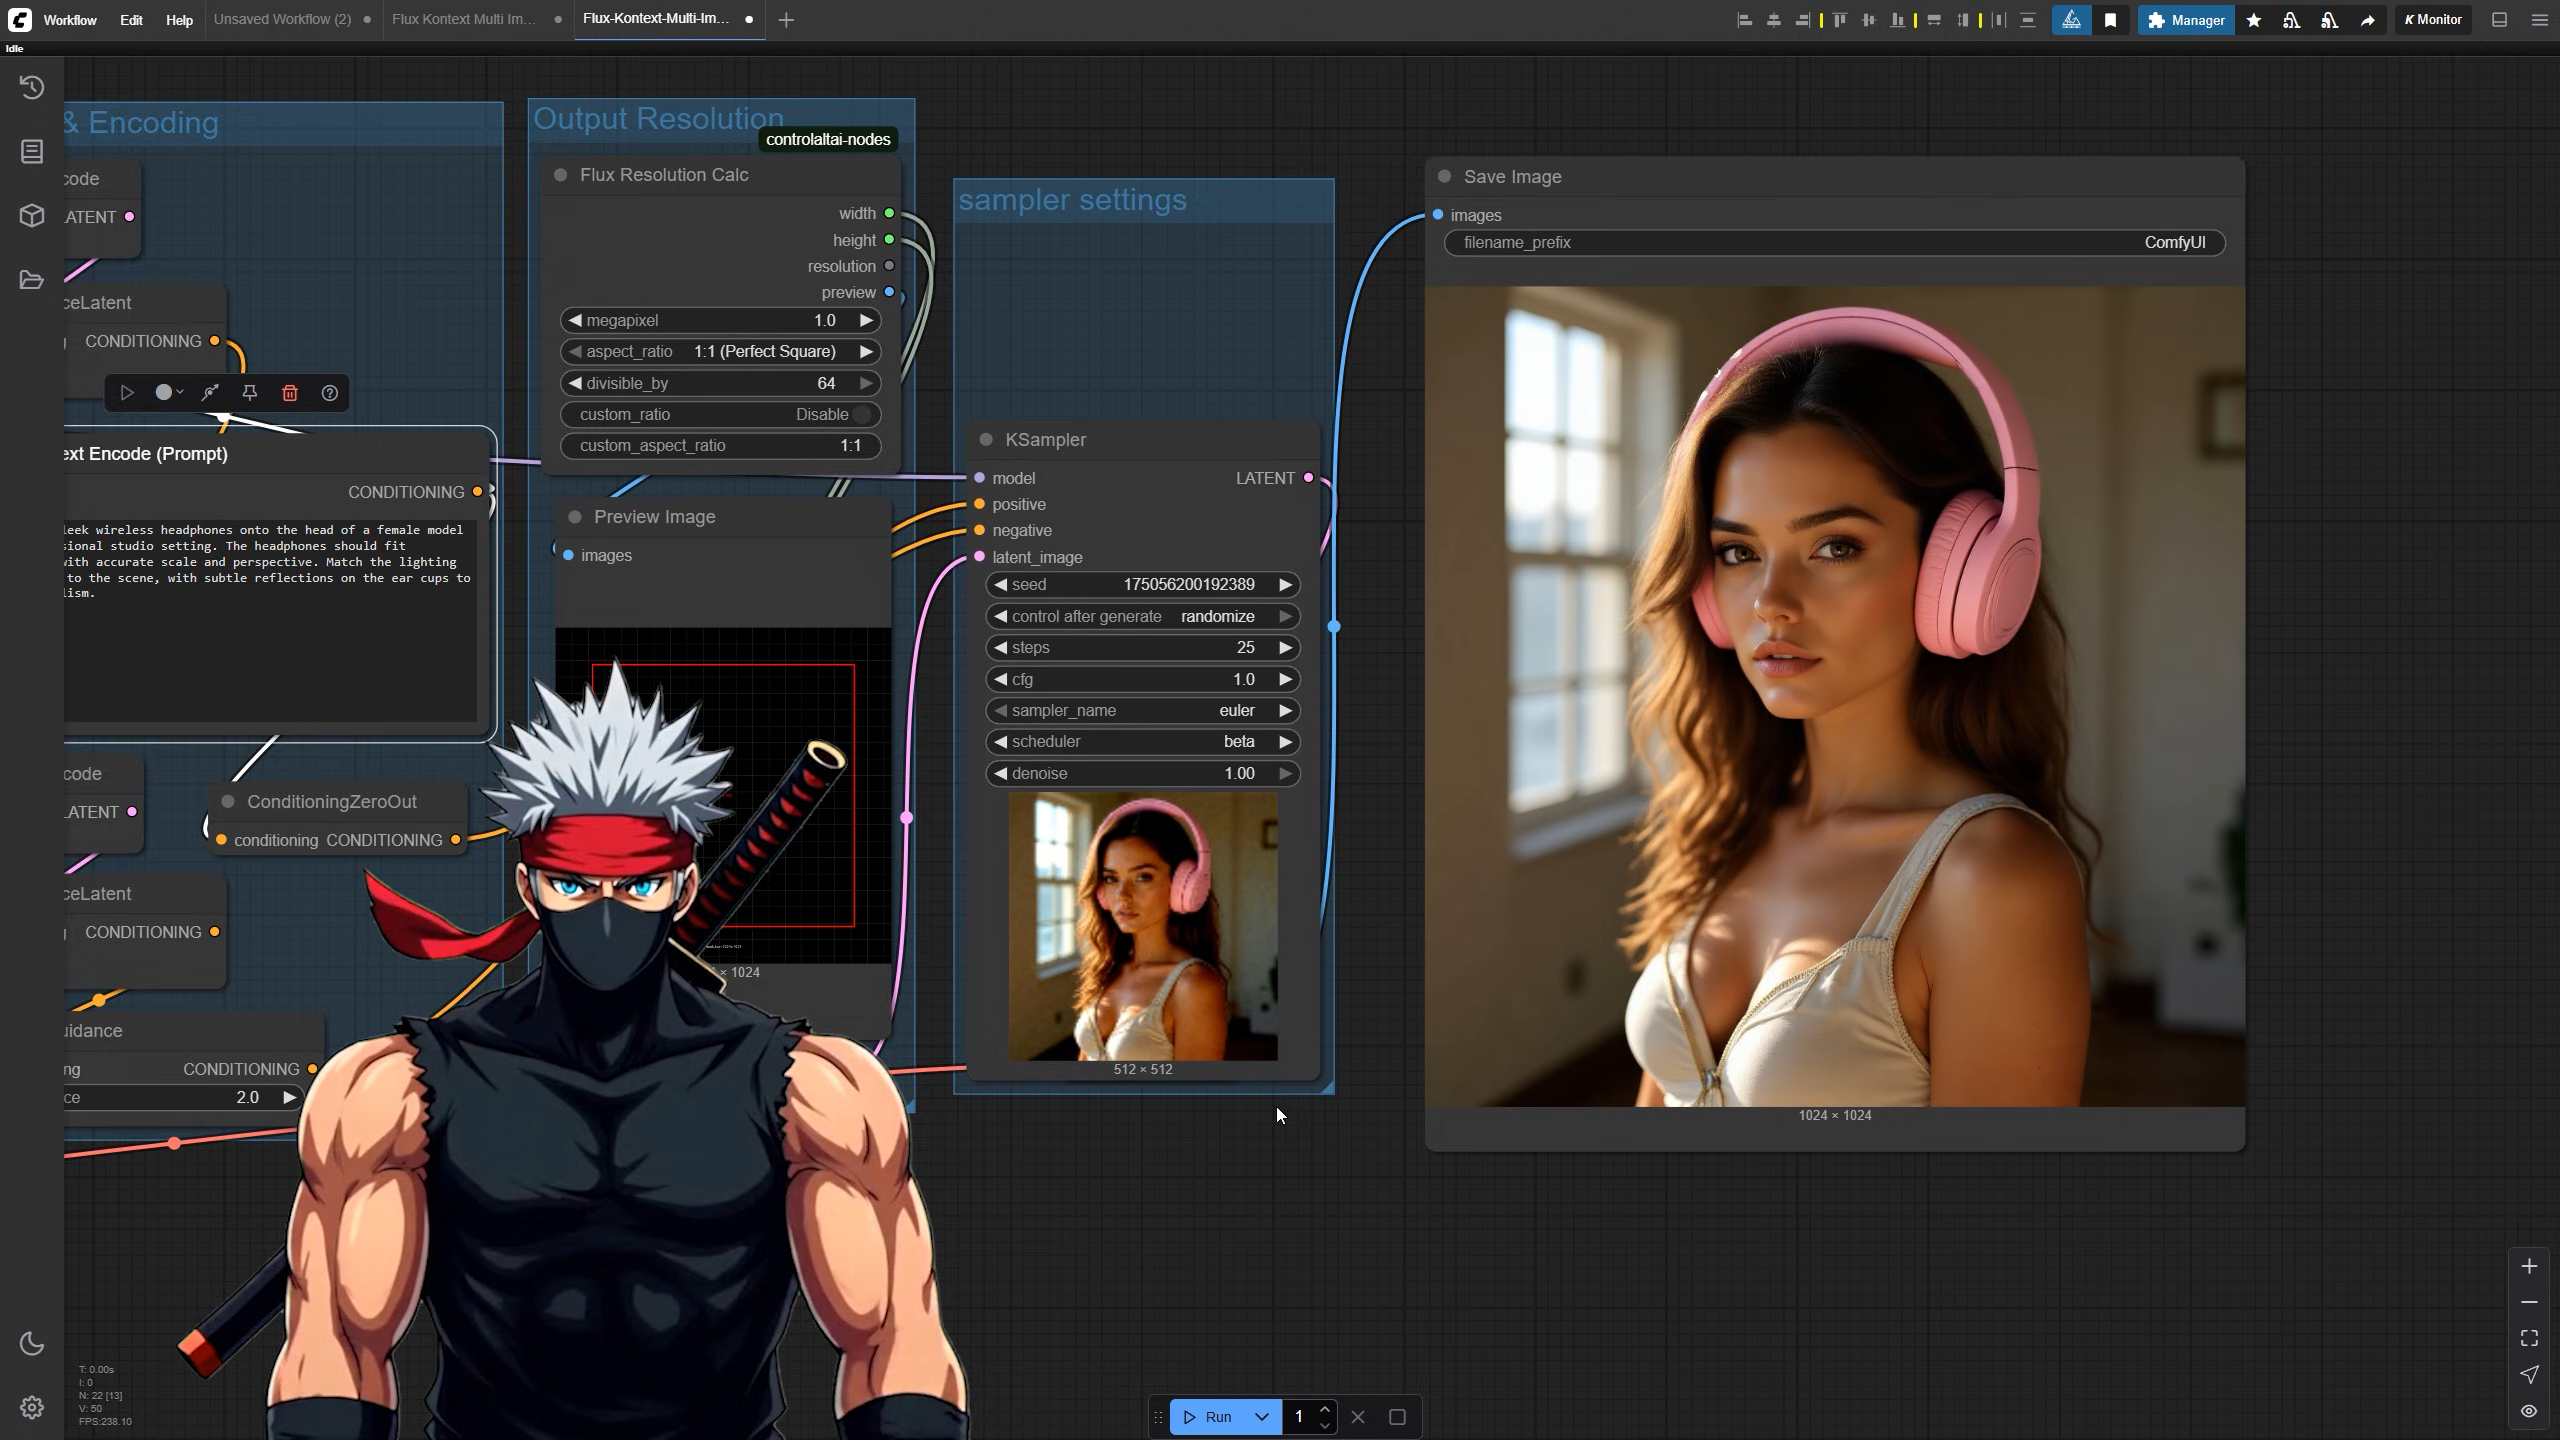 Workflow
Edit
Help
Unsaved Workflow (2)
Flux Kontext Multi Im...
Flux-Kontext-Multi-Im...
Manager
K Monitor
Idle
& Encoding
code
LATENT
ceLatent
CONDITIONING
ext Encode (Prompt)
CONDITIONING
leek wireless headphones onto the head of a female model
sional studio setting. The headphones should fit
with accurate scale and perspective. Match the lighting
to the scene, with subtle reflections on the ear cups to
lism.
code
LATENT
ConditioningZeroOut
conditioning CONDITIONING
ceLatent
CONDITIONING
uidance
ng CONDITIONING
ce 2.0
Output Resolution
controlaltai-nodes
Flux Resolution Calc
width
height
resolution
preview
megapixel 1.0
aspect_ratio 1:1 (Perfect Square)
divisible_by 64
custom_ratio Disable
custom_aspect_ratio 1:1
Preview Image
images
× 1024
sampler settings
KSampler
model LATENT
positive
negative
latent_image
seed 175056200192389
control after generate randomize
steps 25
cfg 1.0
sampler_name euler
scheduler beta
denoise 1.00
512 × 512
Save Image
images
filename_prefix ComfyUI
1024 × 1024
T: 0.00s
I: 0
N: 22 [13]
V: 50
FPS:238.10
Run
1